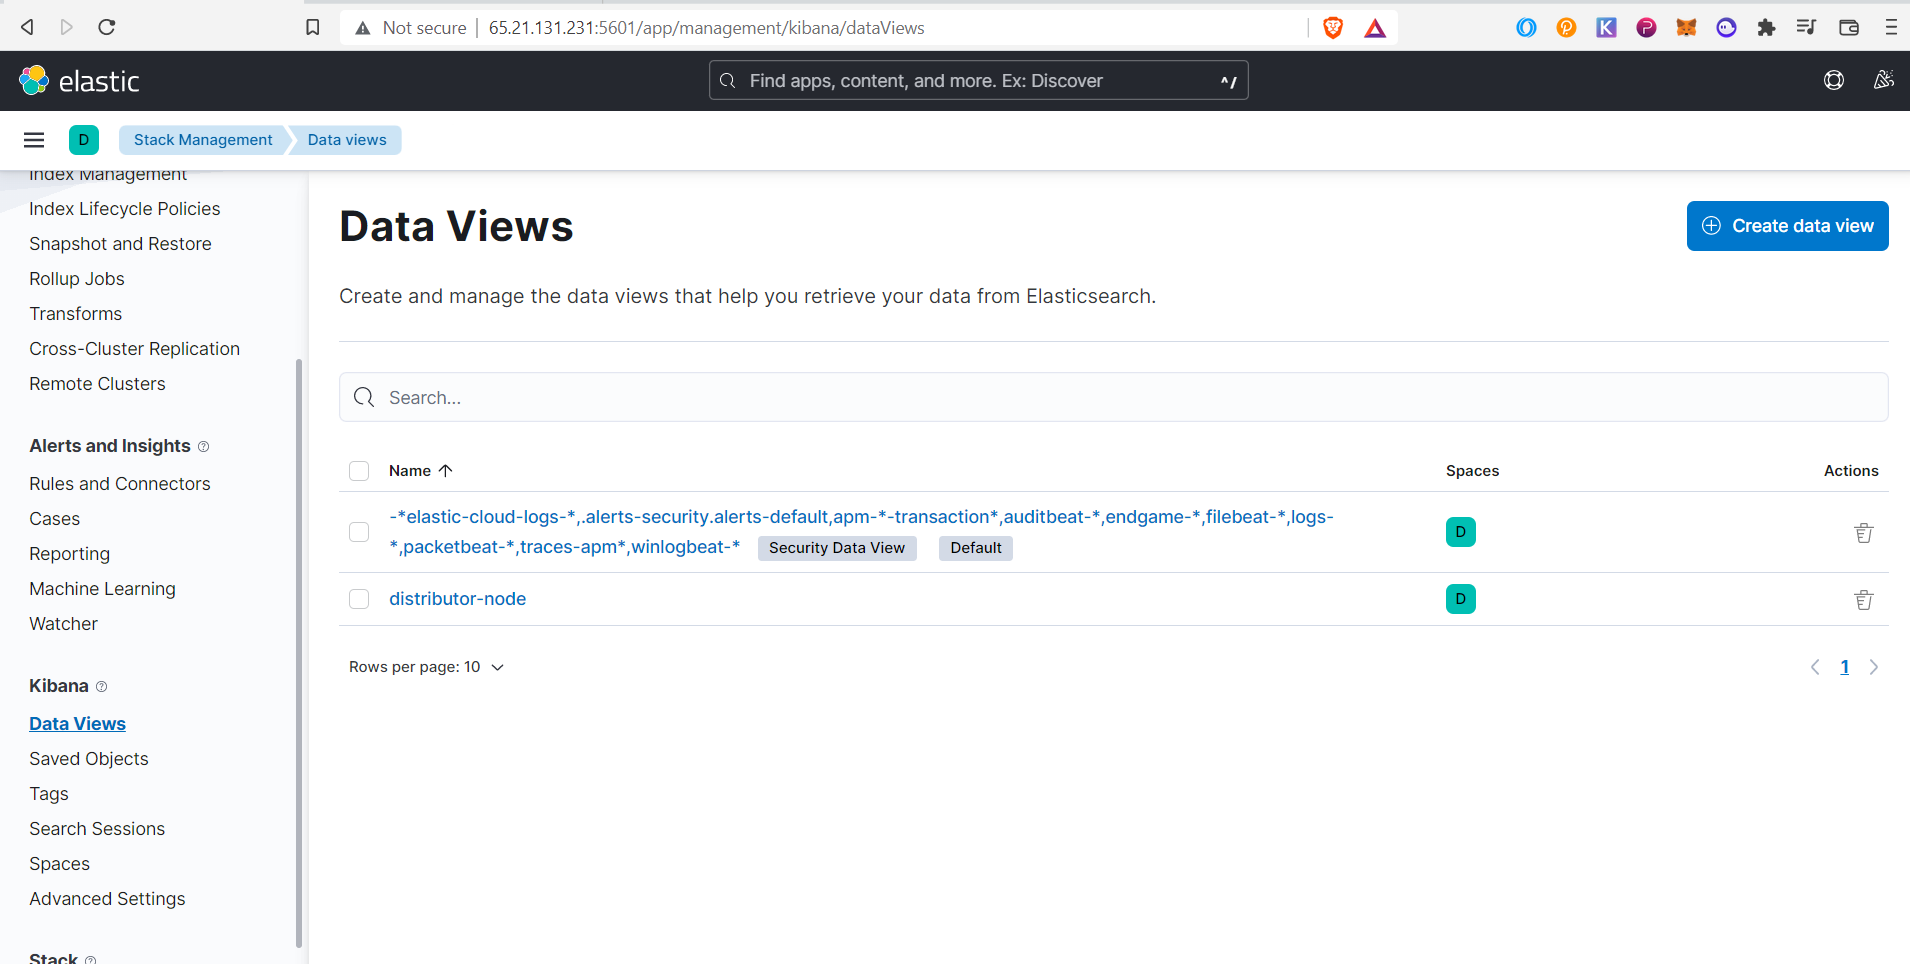 Not secure
65.21.131.231:5601/app/management/kibana/dataViews
elastic
Find apps, content, and more. Ex: Discover
^/
D
Stack Management
Data views
Index Management
Index Lifecycle Policies
Snapshot and Restore
Rollup Jobs
Transforms
Cross-Cluster Replication
Remote Clusters
Alerts and Insights
Rules and Connectors
Cases
Reporting
Machine Learning
Watcher
Kibana
Data Views
Saved Objects
Tags
Search Sessions
Spaces
Advanced Settings
Stack
Data Views
Create data view
Create and manage the data views that help you retrieve your data from Elasticsearch.
Search...
Name
Spaces
Actions
-*elastic-cloud-logs-*,.alerts-security.alerts-default,apm-*-transaction*,auditbeat-*,endgame-*,filebeat-*,logs-
*,packetbeat-*,traces-apm*,winlogbeat-* Security Data View Default
D
distributor-node
D
Rows per page: 10
1